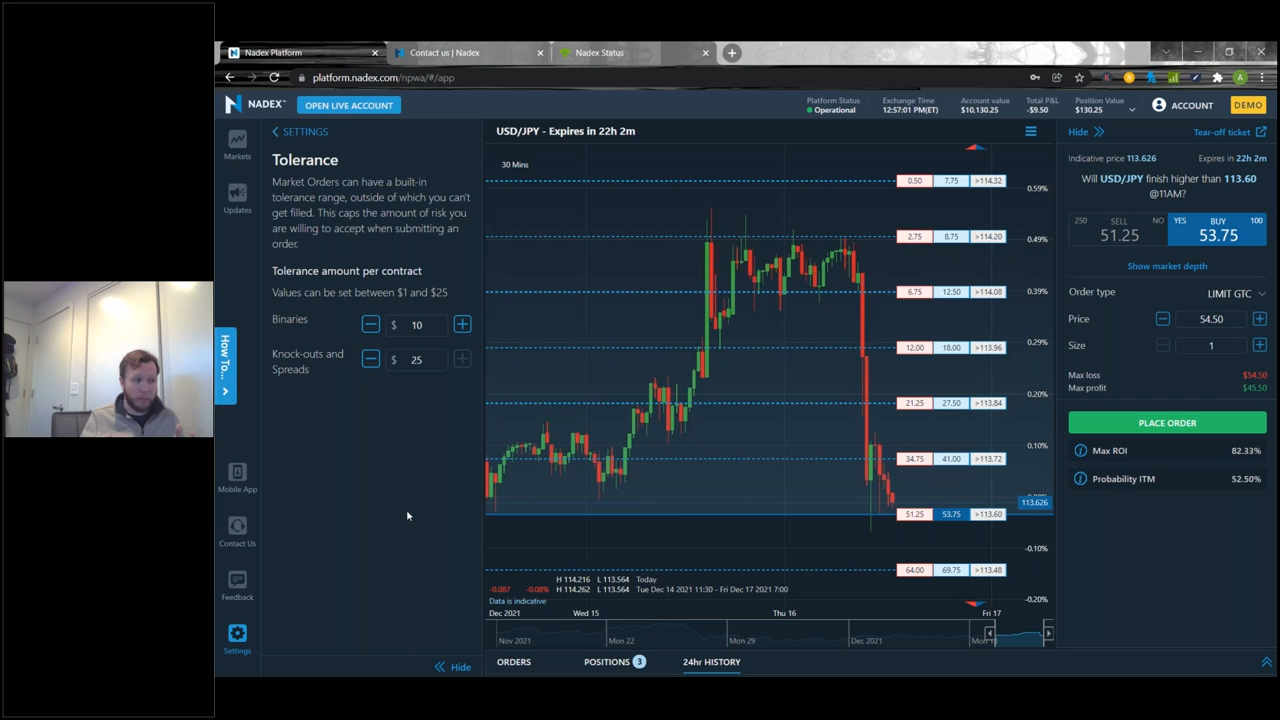 Nadex Platform
Contact us | Nadex
Nadex Status
platform.nadex.com/npwa/#/app
NADEX
OPEN LIVE ACCOUNT
Platform Status
Operational
Exchange Time
12:57:01(ET)
Account value
$10,130.25
Total P&L
-$9.50
Position Value
$130.25
ACCOUNT
DEMO
Markets
Updates
How To...
Mobile App
Contact Us
Feedback
Settings
SETTINGS
Tolerance
Market Orders can have a built-in
tolerance range, outside of which you can't
get filled. This caps the amount of risk you
are willing to accept when submitting an
order.
Tolerance amount per contract
Values can be set between $1 and $25
Binaries
$ 10
Knock-outs and
Spreads
$ 25
Hide
USD/JPY - Expires in 22h 2m
30 Mins
0.50 7.75 >114.32
2.75 8.75 >114.20
6.75 12.50 >114.08
12.00 18.00 >113.96
21.25 27.50 >113.84
34.75 41.00 >113.72
51.25 53.75 >113.60
64.00 69.75 >113.48
0.59%
0.49%
0.39%
0.29%
0.20%
0.10%
113.626
-0.10%
-0.20%
H 114.216 L 113.564 Today
-0.087 -0.08% H 114.262 L 113.564 Tue Dec 14 2021 11:30 - Fri Dec 17 2021 7:00
Data is indicative
Dec 2021 Wed 15 Thu 16 Fri 17
Nov 2021 Mon 22 Mon 29 Dec 2021
ORDERS
POSITIONS 3
24hr HISTORY
Hide
Tear-off ticket
Indicative price 113.626
Expires in 22h 2m
Will USD/JPY finish higher than 113.60
@11AM?
250 SELL NO
51.25
YES BUY 100
53.75
Show market depth
Order type
LIMIT GTC
Price
54.50
Size
1
Max loss
$54.50
Max profit
$45.50
PLACE ORDER
Max ROI
82.33%
Probability ITM
52.50%